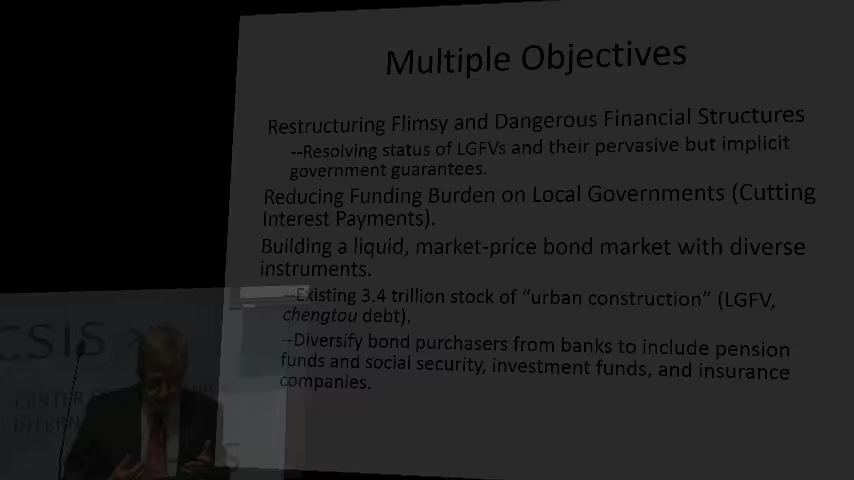 Multiple Objectives
Restructuring Flimsy and Dangerous Financial Structures
--Resolving status of LGFVs and their pervasive but implicit
government guarantees.
Reducing Funding Burden on Local Governments (Cutting
Interest Payments).
Building a liquid, market-price bond market with diverse
instruments.
--Existing 3.4 trillion stock of “urban construction” (LGFV,
chengtou debt).
--Diversify bond purchasers from banks to include pension
funds and social security, investment funds, and insurance
companies.
CSIS
CENTER
INTERN